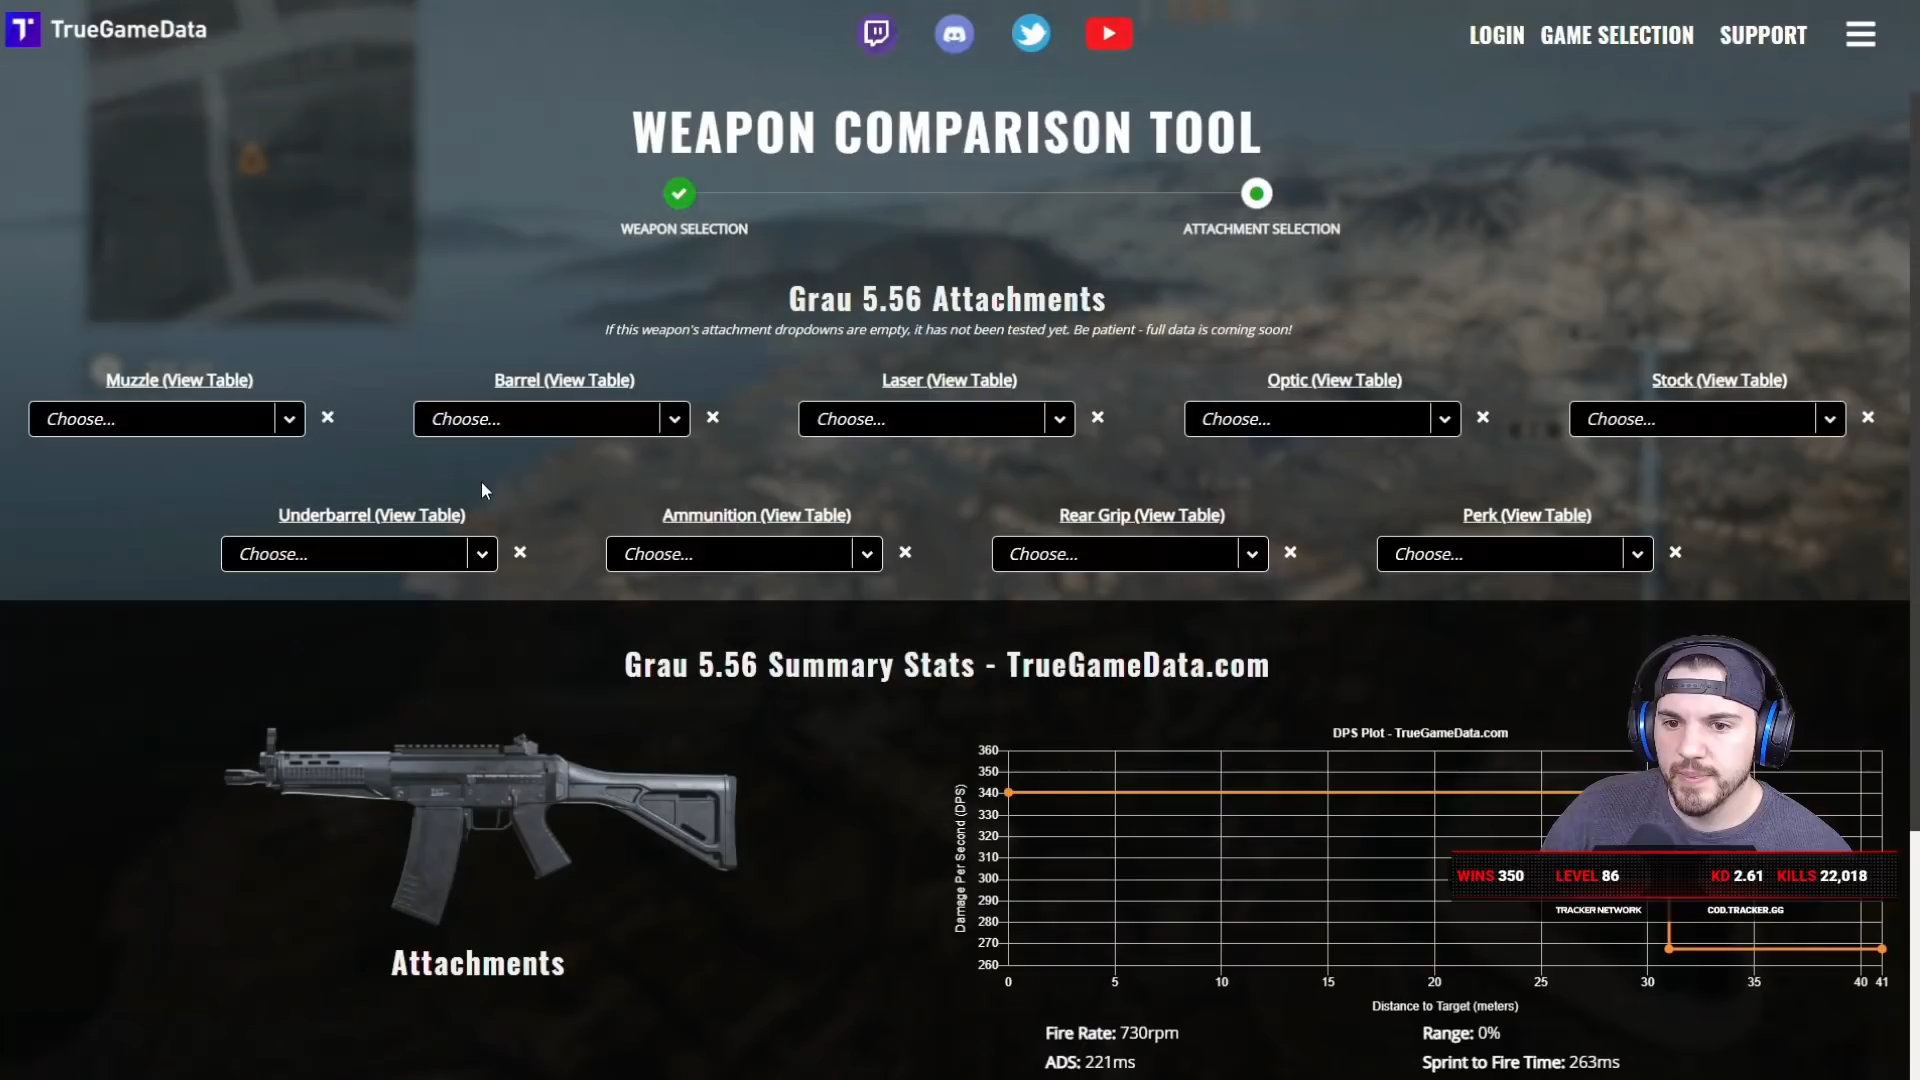 TrueGameData
LOGIN GAME SELECTION SUPPORT
WEAPON COMPARISON TOOL
WEAPON SELECTION
ATTACHMENT SELECTION
Grau 5.56 Attachments
If this weapon's attachment dropdowns are empty, it has not been tested yet. Be patient - full data is coming soon!
Muzzle (View Table)
Choose...
Barrel (View Table)
Choose...
Laser (View Table)
Choose...
Optic (View Table)
Choose...
Stock (View Table)
Choose...
Underbarrel (View Table)
Choose...
Ammunition (View Table)
Choose...
Rear Grip (View Table)
Choose...
Perk (View Table)
Choose...
Grau 5.56 Summary Stats - TrueGameData.com
Attachments
DPS Plot - TrueGameData.com
Damage Per Second (DPS)
360
350
340
330
320
310
300
290
280
270
260
0 5 10 15 20 25 30 35 40 41
Distance to Target (meters)
WINS 350 LEVEL 86 KD 2.61 KILLS 22,018
TRACKER NETWORK COD.TRACKER.GG
Fire Rate: 730rpm
Range: 0%
ADS: 221ms
Sprint to Fire Time: 263ms